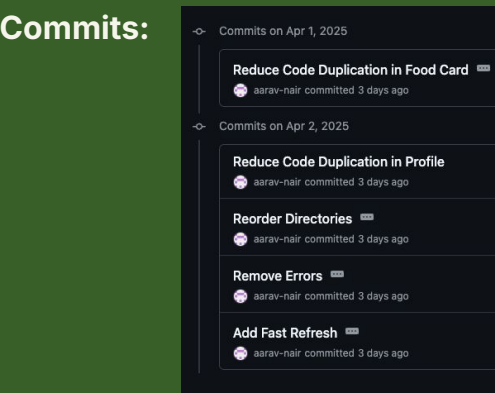 Commits:
Commits on Apr 1, 2025
Reduce Code Duplication in Food Card
aarav-nair committed 3 days ago
Commits on Apr 2, 2025
Reduce Code Duplication in Profile
aarav-nair committed 3 days ago
Reorder Directories
aarav-nair committed 3 days ago
Remove Errors
aarav-nair committed 3 days ago
Add Fast Refresh
aarav-nair committed 3 days ago